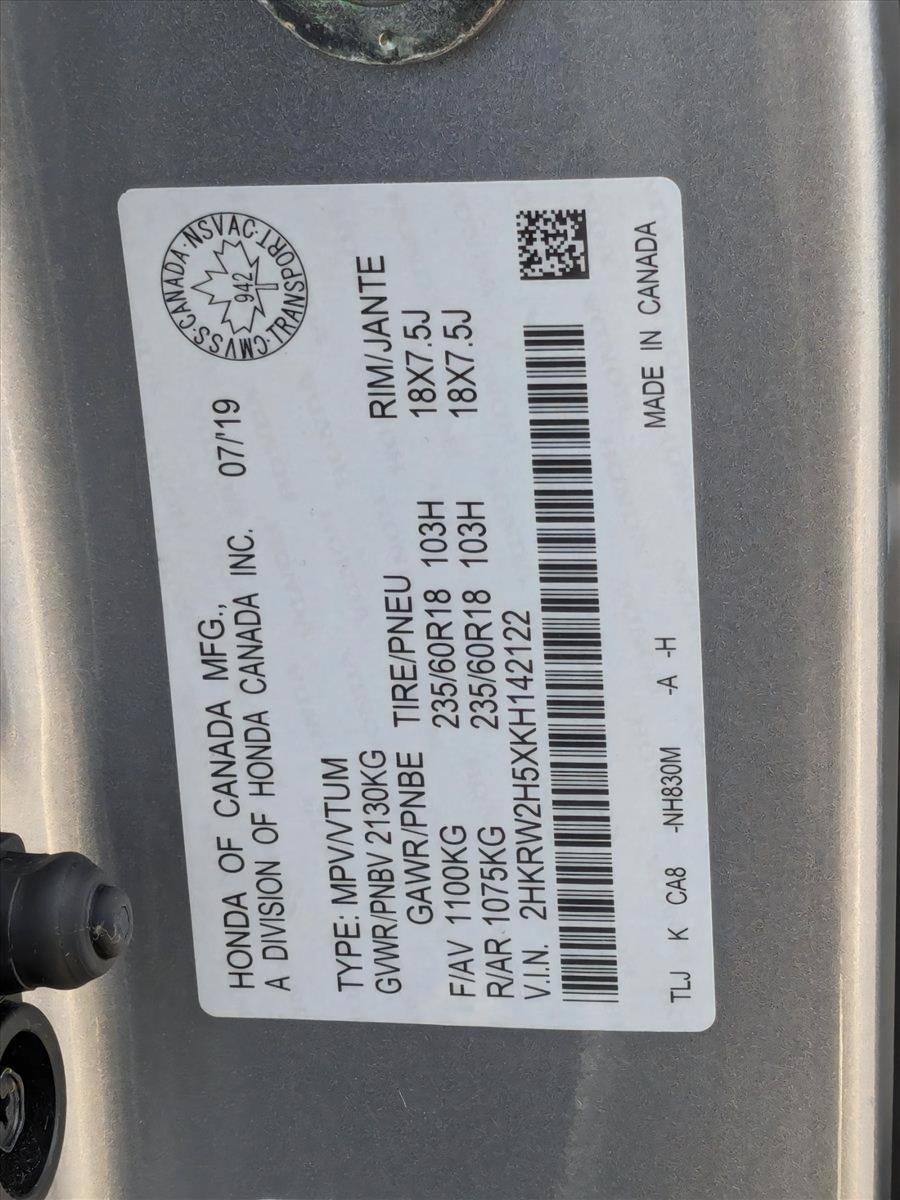 HONDA OF CANADA MFG.,
A DIVISION OF HONDA CANADA INC. 07/'19
CMVSS·CANADA·NSVAC·TRANSPORT
942
TYPE: MPV/VTUM
GVWR/PNBV 2130KG
GAWR/PNBE TIRE/PNEU RIM/JANTE
F/AV 1100KG 235/60R18 103H 18X7.5J
R/AR 1075KG 235/60R18 103H 18X7.5J
V.I.N. 2HKRW2H5XKH142122
TLJ K CA8 -NH830M -A -H MADE IN CANADA